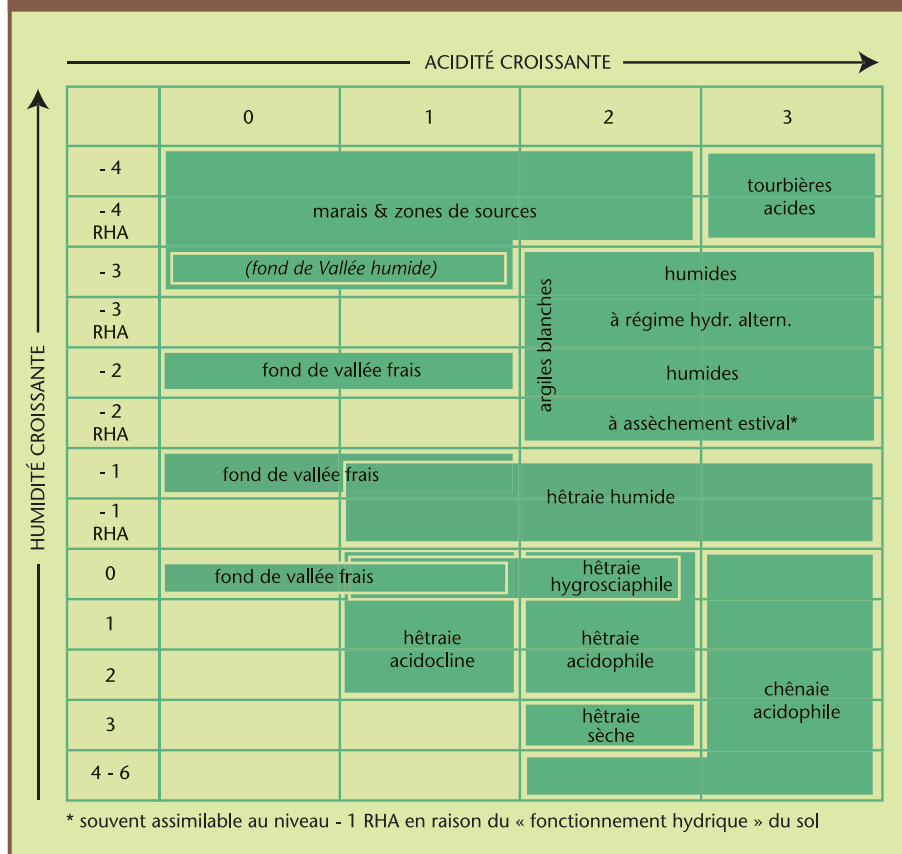 ACIDITÉ CROISSANTE
HUMIDITÉ CROISSANTE
0 1 2 3
- 4
tourbières
acides
- 4
RHA
marais & zones de sources
- 3
(fond de Vallée humide)
humides
argiles blanches
- 3
RHA
à régime hydr. altern.
- 2
fond de vallée frais
humides
- 2
RHA
à assèchement estival*
- 1
fond de vallée frais
hêtraie humide
- 1
RHA
0
fond de vallée frais
hêtraie
hygrosciaphile
1
hêtraie
acidocline
hêtraie
acidophile
2
chênaie
acidophile
3
hêtraie
sèche
4 - 6
* souvent assimilable au niveau - 1 RHA en raison du « fonctionnement hydrique » du sol